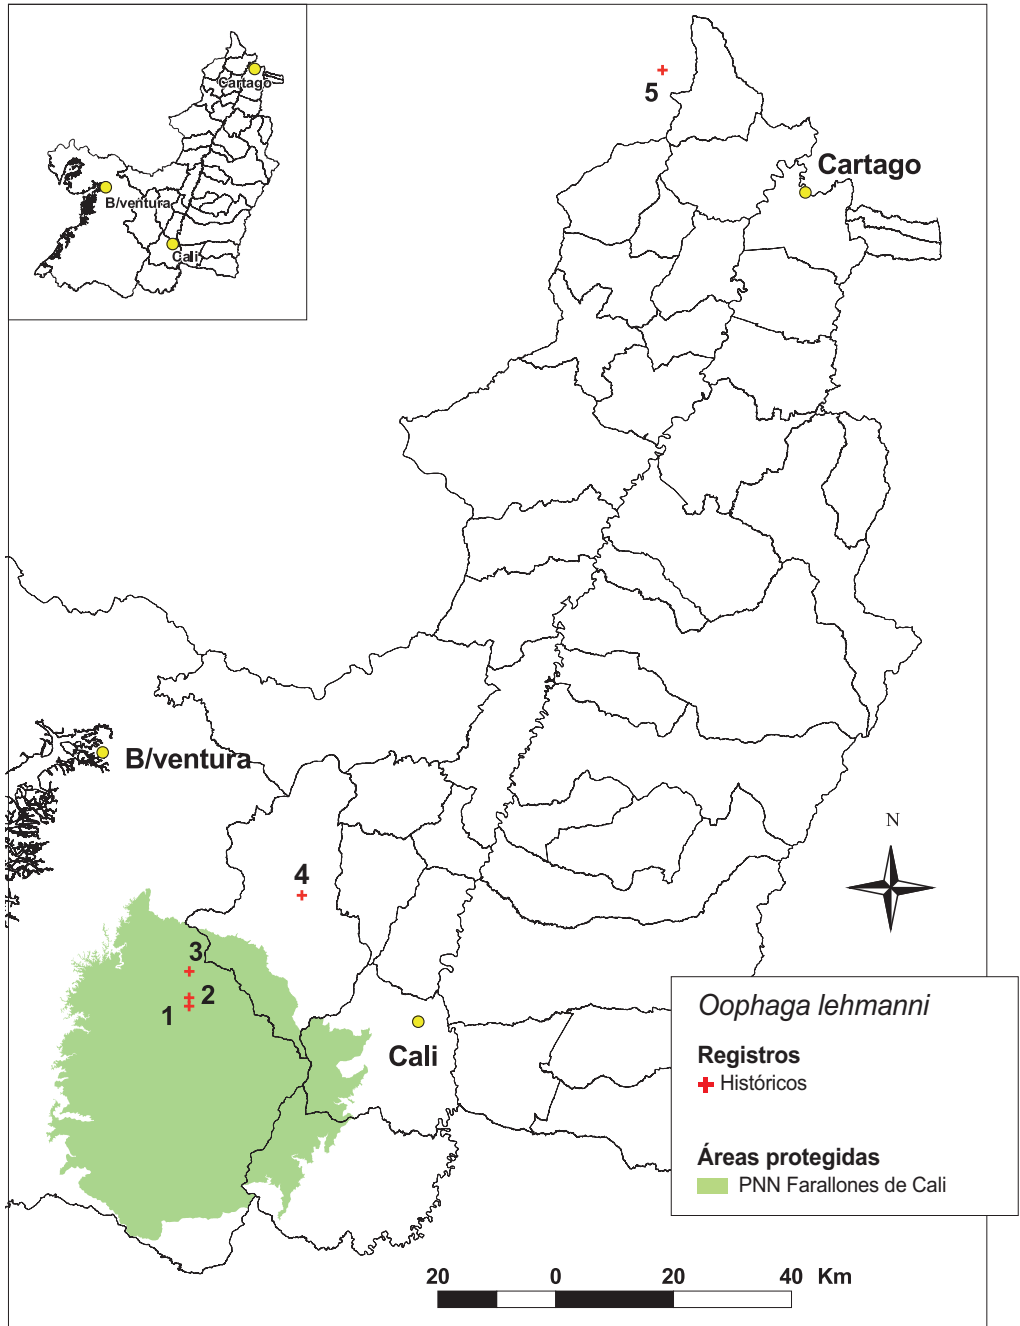 Cartago
B/ventura
Cali
5
Cartago
B/ventura
4
3
2
1
Cali
N
Oophaga lehmanni
Registros
Históricos
Áreas protegidas
PNN Farallones de Cali
20 0 20 40 Km